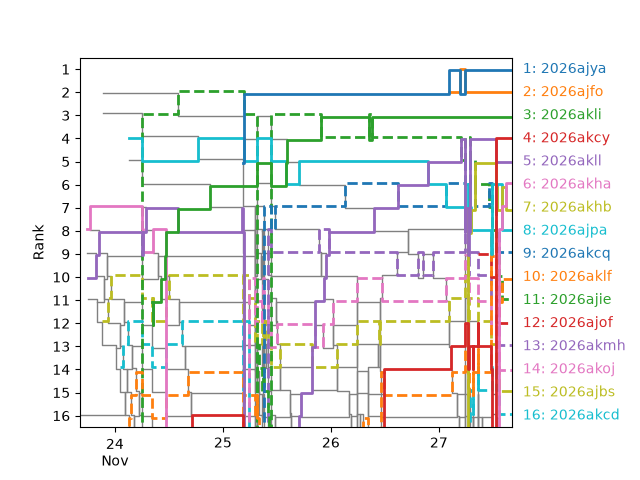 1
2
3
4
5
6
7
8
9
10
11
12
13
14
15
16
Rank
24
25
26
27
Nov
1: 2026ajya
2: 2026ajfo
3: 2026akli
4: 2026akcy
5: 2026akll
6: 2026akha
7: 2026akhb
8: 2026ajpa
9: 2026akcq
10: 2026aklf
11: 2026ajie
12: 2026ajof
13: 2026akmh
14: 2026akoj
15: 2026ajbs
16: 2026akcd